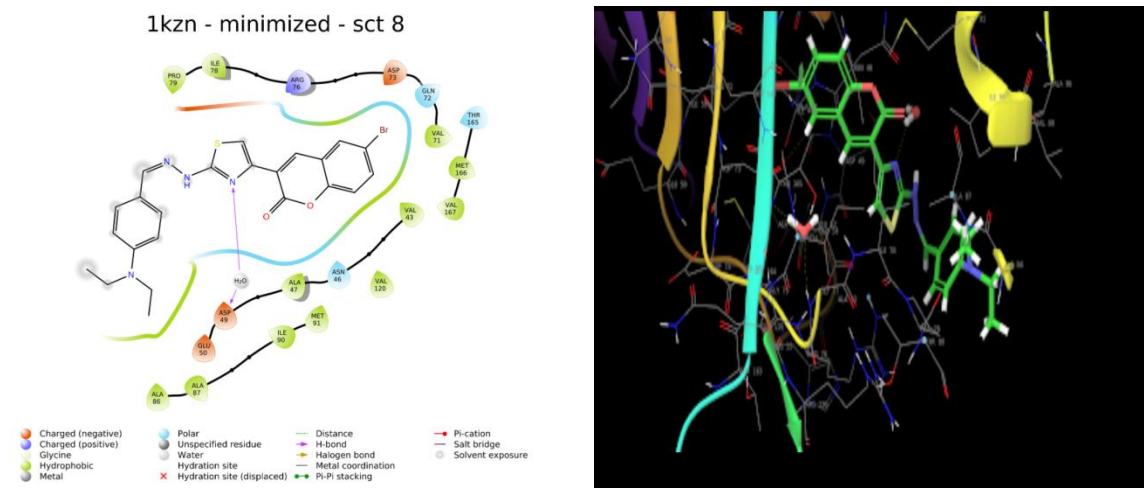 1kzn - minimized - sct 8
PRO
79
ILE
78
ARG
76
ASP
73
GLN
72
THR
165
VAL
71
MET
166
VAL
167
S
N
N
H
N
Br
O
O
N
VAL
43
H₂O
ALA
47
ASN
46
VAL
120
ASP
49
MET
91
GLU
50
ILE
90
ALA
87
ALA
86
Charged (negative)
Charged (positive)
Glycine
Hydrophobic
Metal
Polar
Unspecified residue
Water
Hydration site
Hydration site (displaced)
Distance
H-bond
Halogen bond
Metal coordination
Pi-Pi stacking
Pi-cation
Salt bridge
Solvent exposure